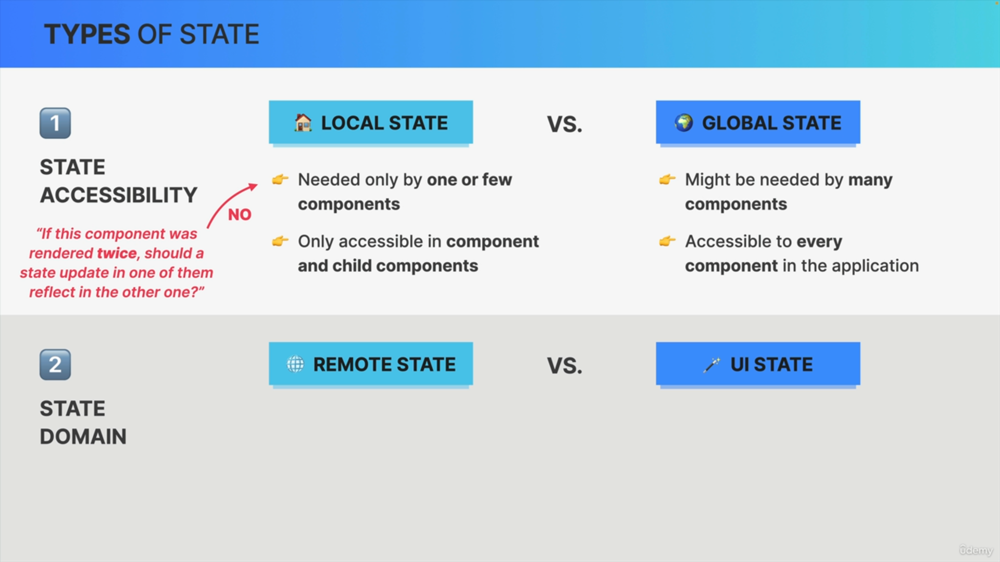 TYPES OF STATE
1
STATE
ACCESSIBILITY
“If this component was
rendered twice, should a
state update in one of them
reflect in the other one?”
NO
LOCAL STATE
Needed only by one or few
components
Only accessible in component
and child components
VS.
GLOBAL STATE
Might be needed by many
components
Accessible to every
component in the application
2
STATE
DOMAIN
REMOTE STATE
VS.
UI STATE
ûdemy